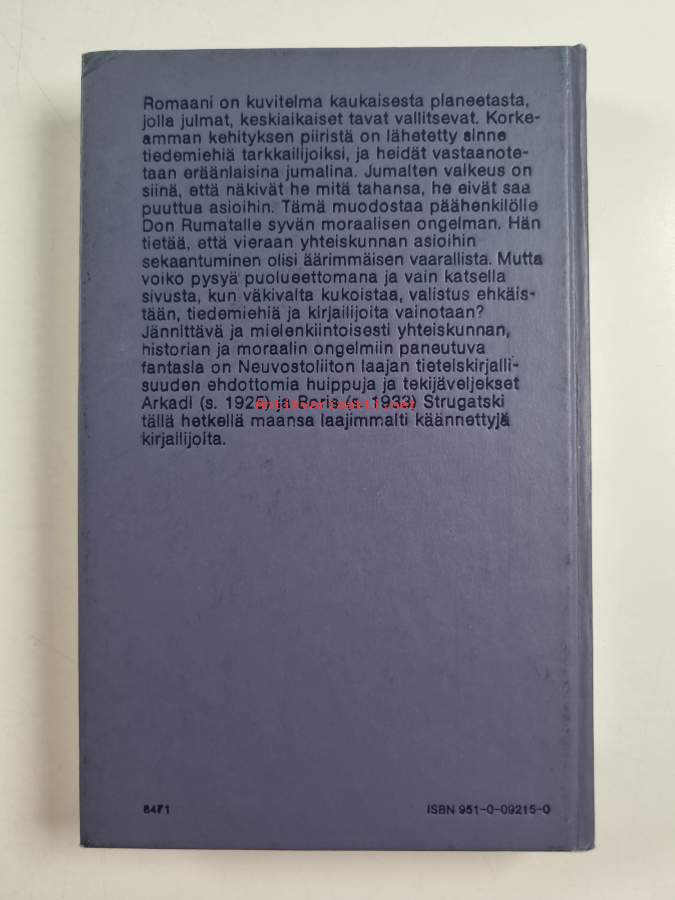 Romaani on kuvitelma kaukaisesta planeetasta,
jolla julmat, keskiaikaiset tavat vallitsevat. Korke-
amman kehityksen piiristä on lähetetty sinne
tiedemiehiä tarkkailijoiksi, ja heidät vastaanote-
taan eräänlaisina jumalina. Jumalten vaikeus on
siinä, että näkivät he mitä tahansa, he eivät saa
puuttua asioihin. Tämä muodostaa päähenkilölle
Don Rumatalle syvän moraalisen ongelman. Hän
tietää, että vieraan yhteiskunnan asioihin
sekaantuminen olisi äärimmäisen vaarallista. Mutta
voiko pysyä puolueettomana ja vain katsella
sivusta, kun väkivalta kukoistaa, valistus ehkäis-
tään, tiedemiehiä ja kirjailijoita vainotaan?
Jännittävä ja mielenkiintoisesti yhteiskunnan,
historian ja moraalin ongelmiin paneutuva
fantasia on Neuvostoliiton laajan tieteiskirjalli-
suuden ehdottomia huippuja ja tekijäveljekset
Arkadi (s. 1925) ja Boris (s. 1933) Strugatski
tällä hetkellä maansa laajimmalti käännettyjä
kirjailijoita.
8471
ISBN 951-0-09215-0